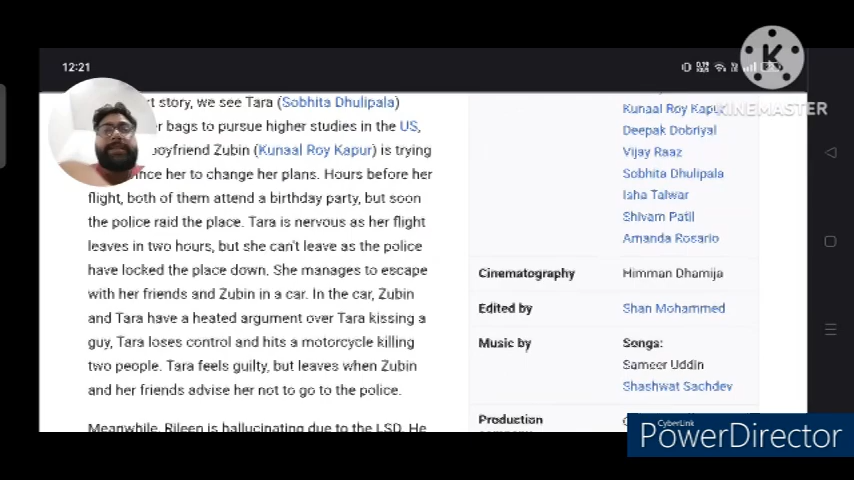 12:21
KINEMASTER
rt story, we see Tara (Sobhita Dhulipala)
er bags to pursue higher studies in the US,
boyfriend Zubin (Kunaal Roy Kapur) is trying
nce her to change her plans. Hours before her
flight, both of them attend a birthday party, but soon
the police raid the place. Tara is nervous as her flight
leaves in two hours, but she can't leave as the police
have locked the place down. She manages to escape
with her friends and Zubin in a car. In the car, Zubin
and Tara have a heated argument over Tara kissing a
guy, Tara loses control and hits a motorcycle killing
two people. Tara feels guilty, but leaves when Zubin
and her friends advise her not to go to the police.
Meanwhile, Rileen is hallucinating due to the LSD. He
Kunaal Roy Kapur
Deepak Dobriyal
Vijay Raaz
Sobhita Dhulipala
Isha Talwar
Shivam Patil
Amanda Rosario
Cinematography Himman Dhamija
Edited by Shan Mohammed
Music by Songs:
Sameer Uddin
Shashwat Sachdev
Production
CyberLink
PowerDirector